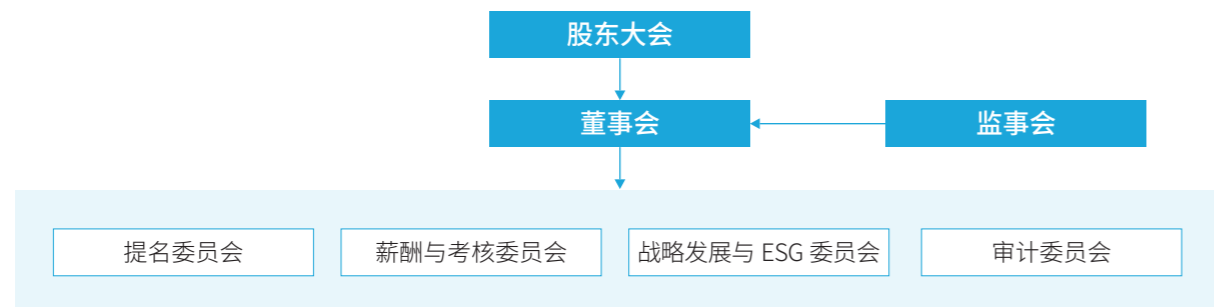 股东大会
董事会
监事会
提名委员会
薪酬与考核委员会
战略发展与 ESG 委员会
审计委员会